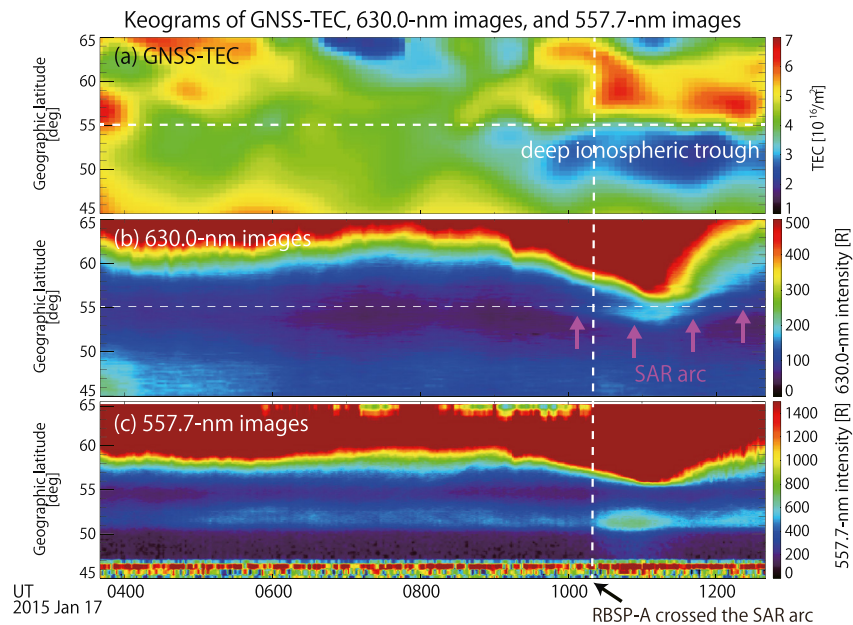 Keograms of GNSS-TEC, 630.0-nm images, and 557.7-nm images
(a) GNSS-TEC
Geographic latitude
[deg]
65
60
55
50
45
deep ionospheric trough
7
6
5
4
3
2
1
TEC [10¹⁶/m²]
(b) 630.0-nm images
Geographic latitude
[deg]
65
60
55
50
45
SAR arc
500
400
300
200
100
0
630.0-nm intensity [R]
(c) 557.7-nm images
Geographic latitude
[deg]
65
60
55
50
45
1400
1200
1000
800
600
400
200
0
557.7-nm intensity [R]
UT
2015 Jan 17
0400
0600
0800
1000
1200
RBSP-A crossed the SAR arc